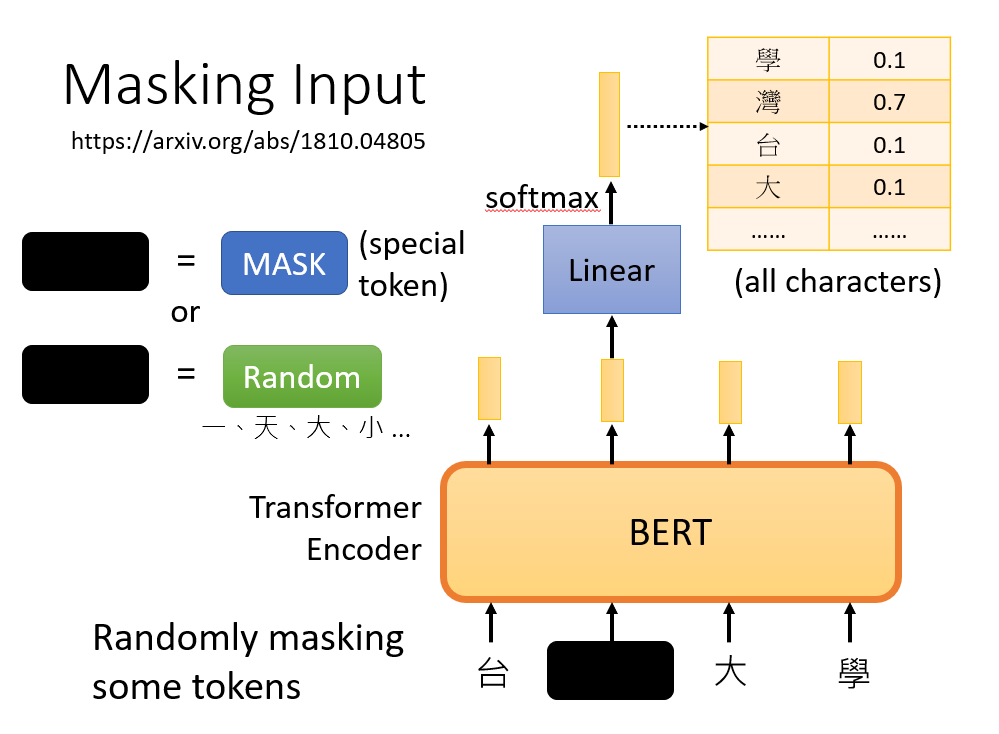 Masking Input
https://arxiv.org/abs/1810.04805
= MASK (special token)
or
= Random
一、天、大、小 ...
Transformer
Encoder
Randomly masking
some tokens
softmax
Linear
BERT
台 大 學
學 0.1
灣 0.7
台 0.1
大 0.1
…… ……
(all characters)